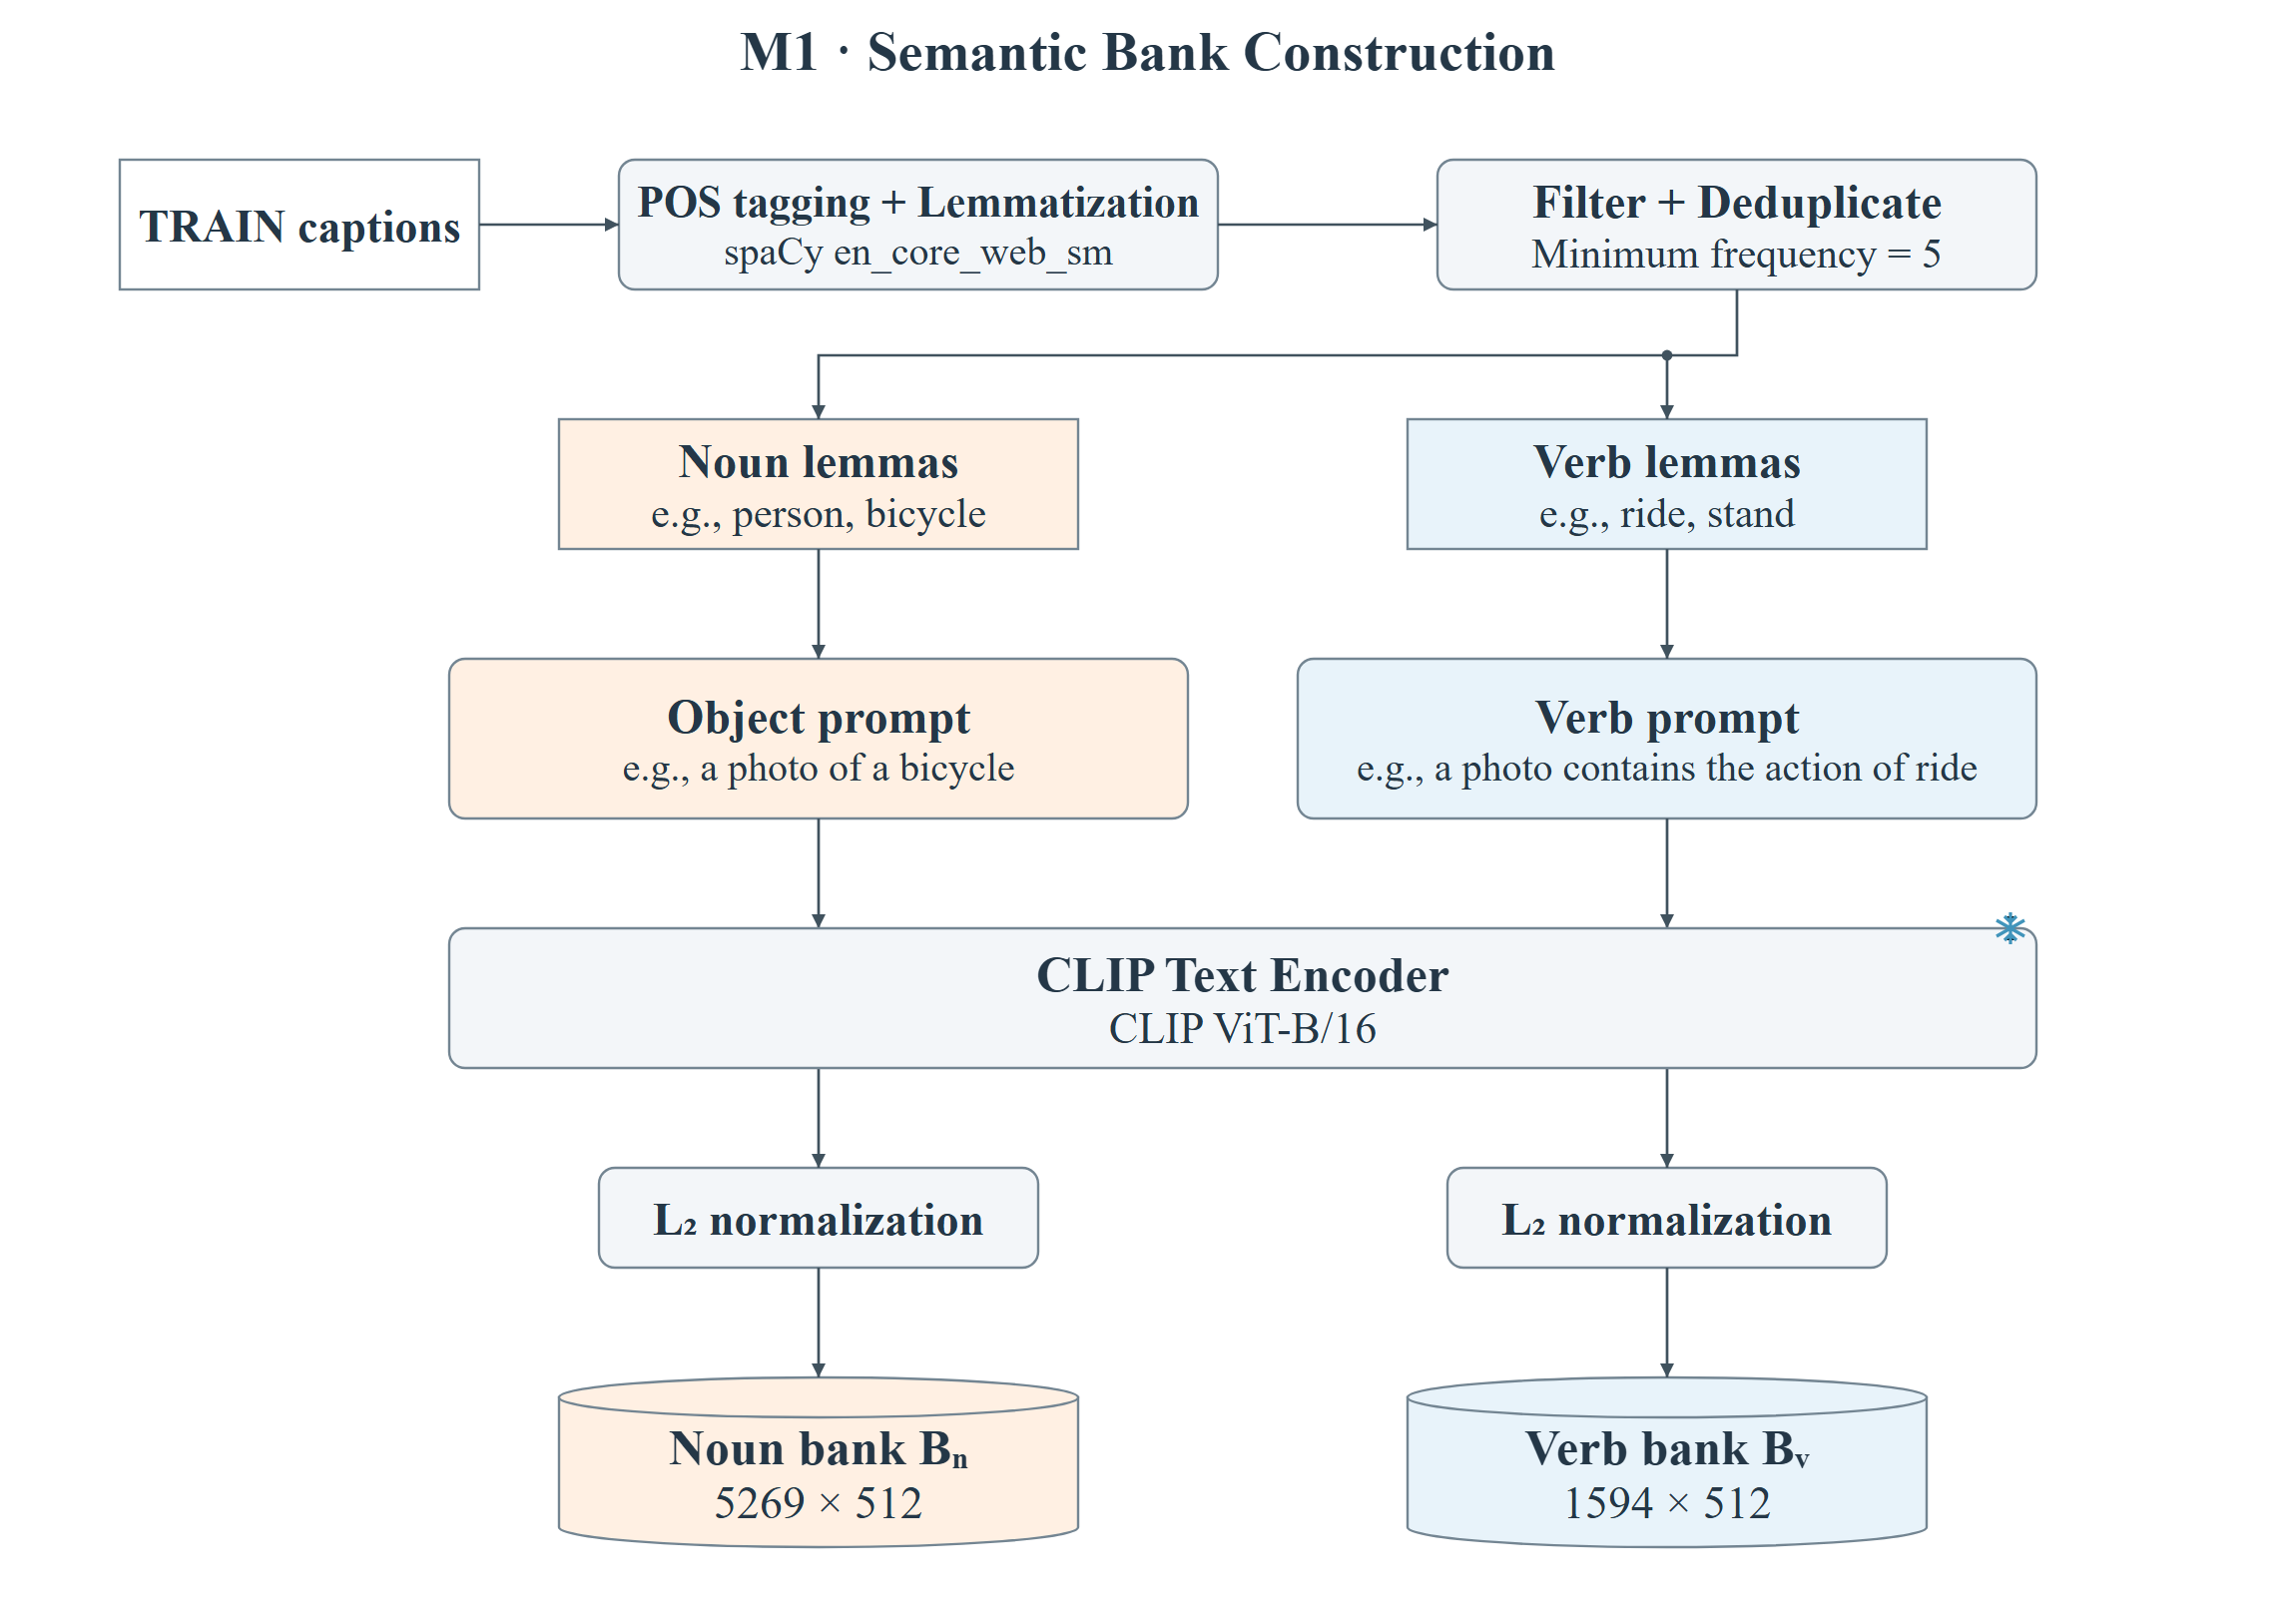 M1 · Semantic Bank Construction
TRAIN captions
POS tagging + Lemmatization
spaCy en_core_web_sm
Filter + Deduplicate
Minimum frequency = 5
Noun lemmas
e.g., person, bicycle
Verb lemmas
e.g., ride, stand
Object prompt
e.g., a photo of a bicycle
Verb prompt
e.g., a photo contains the action of ride
CLIP Text Encoder
CLIP ViT-B/16
L₂ normalization
L₂ normalization
Noun bank Bₙ
5269 × 512
Verb bank Bᵥ
1594 × 512